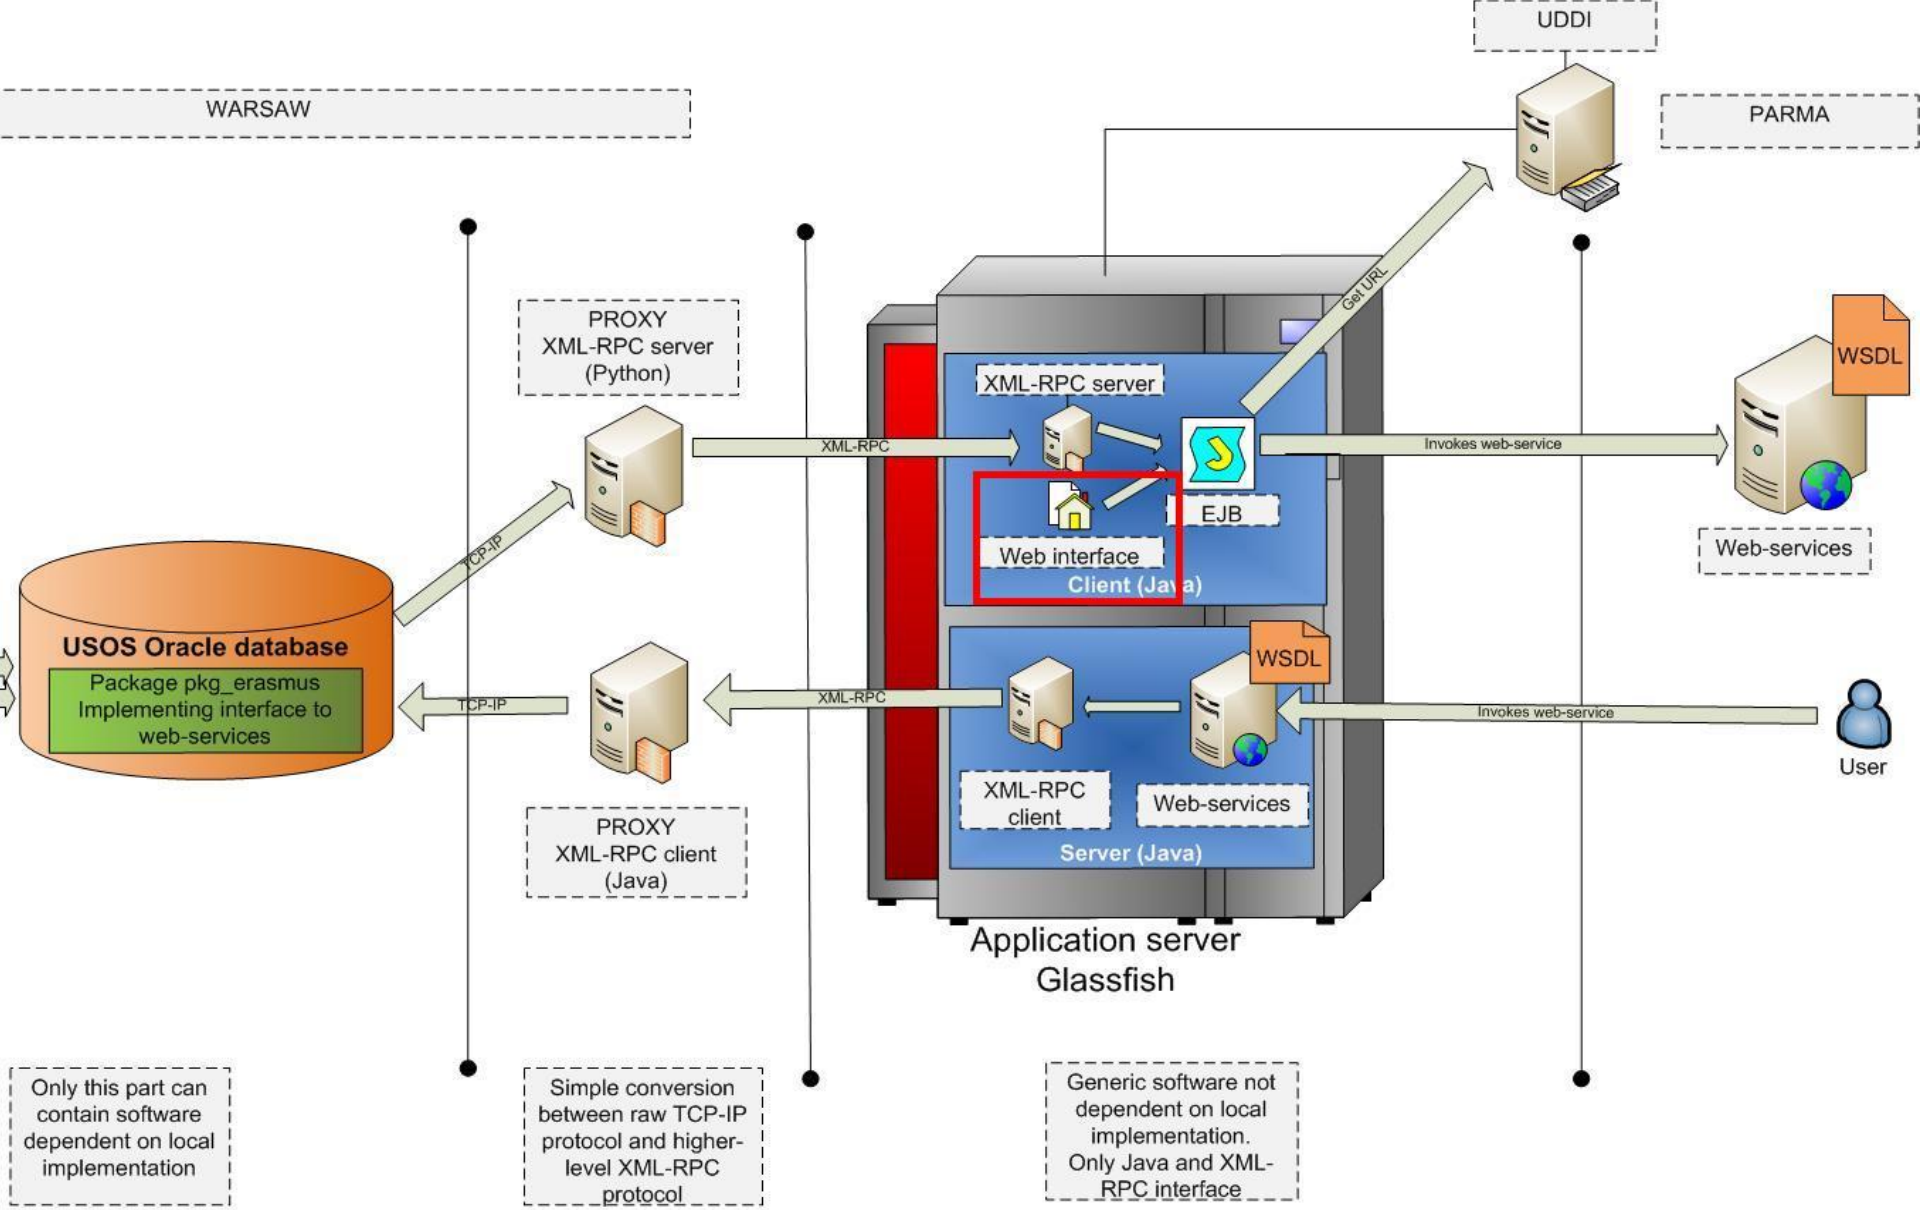 UDDI
WARSAW
PARMA
Get URL
PROXY
XML-RPC server
(Python)
WSDL
XML-RPC server
XML-RPC
Invokes web-service
EJB
Web interface
Client (Java)
Web-services
TCP-IP
USOS Oracle database
Package pkg_erasmus
Implementing interface to
web-services
WSDL
TCP-IP
XML-RPC
Invokes web-service
User
XML-RPC
client
Web-services
Server (Java)
PROXY
XML-RPC client
(Java)
Application server
Glassfish
Only this part can
contain software
dependent on local
implementation
Simple conversion
between raw TCP-IP
protocol and higher-
level XML-RPC
protocol
Generic software not
dependent on local
implementation.
Only Java and XML-
RPC interface